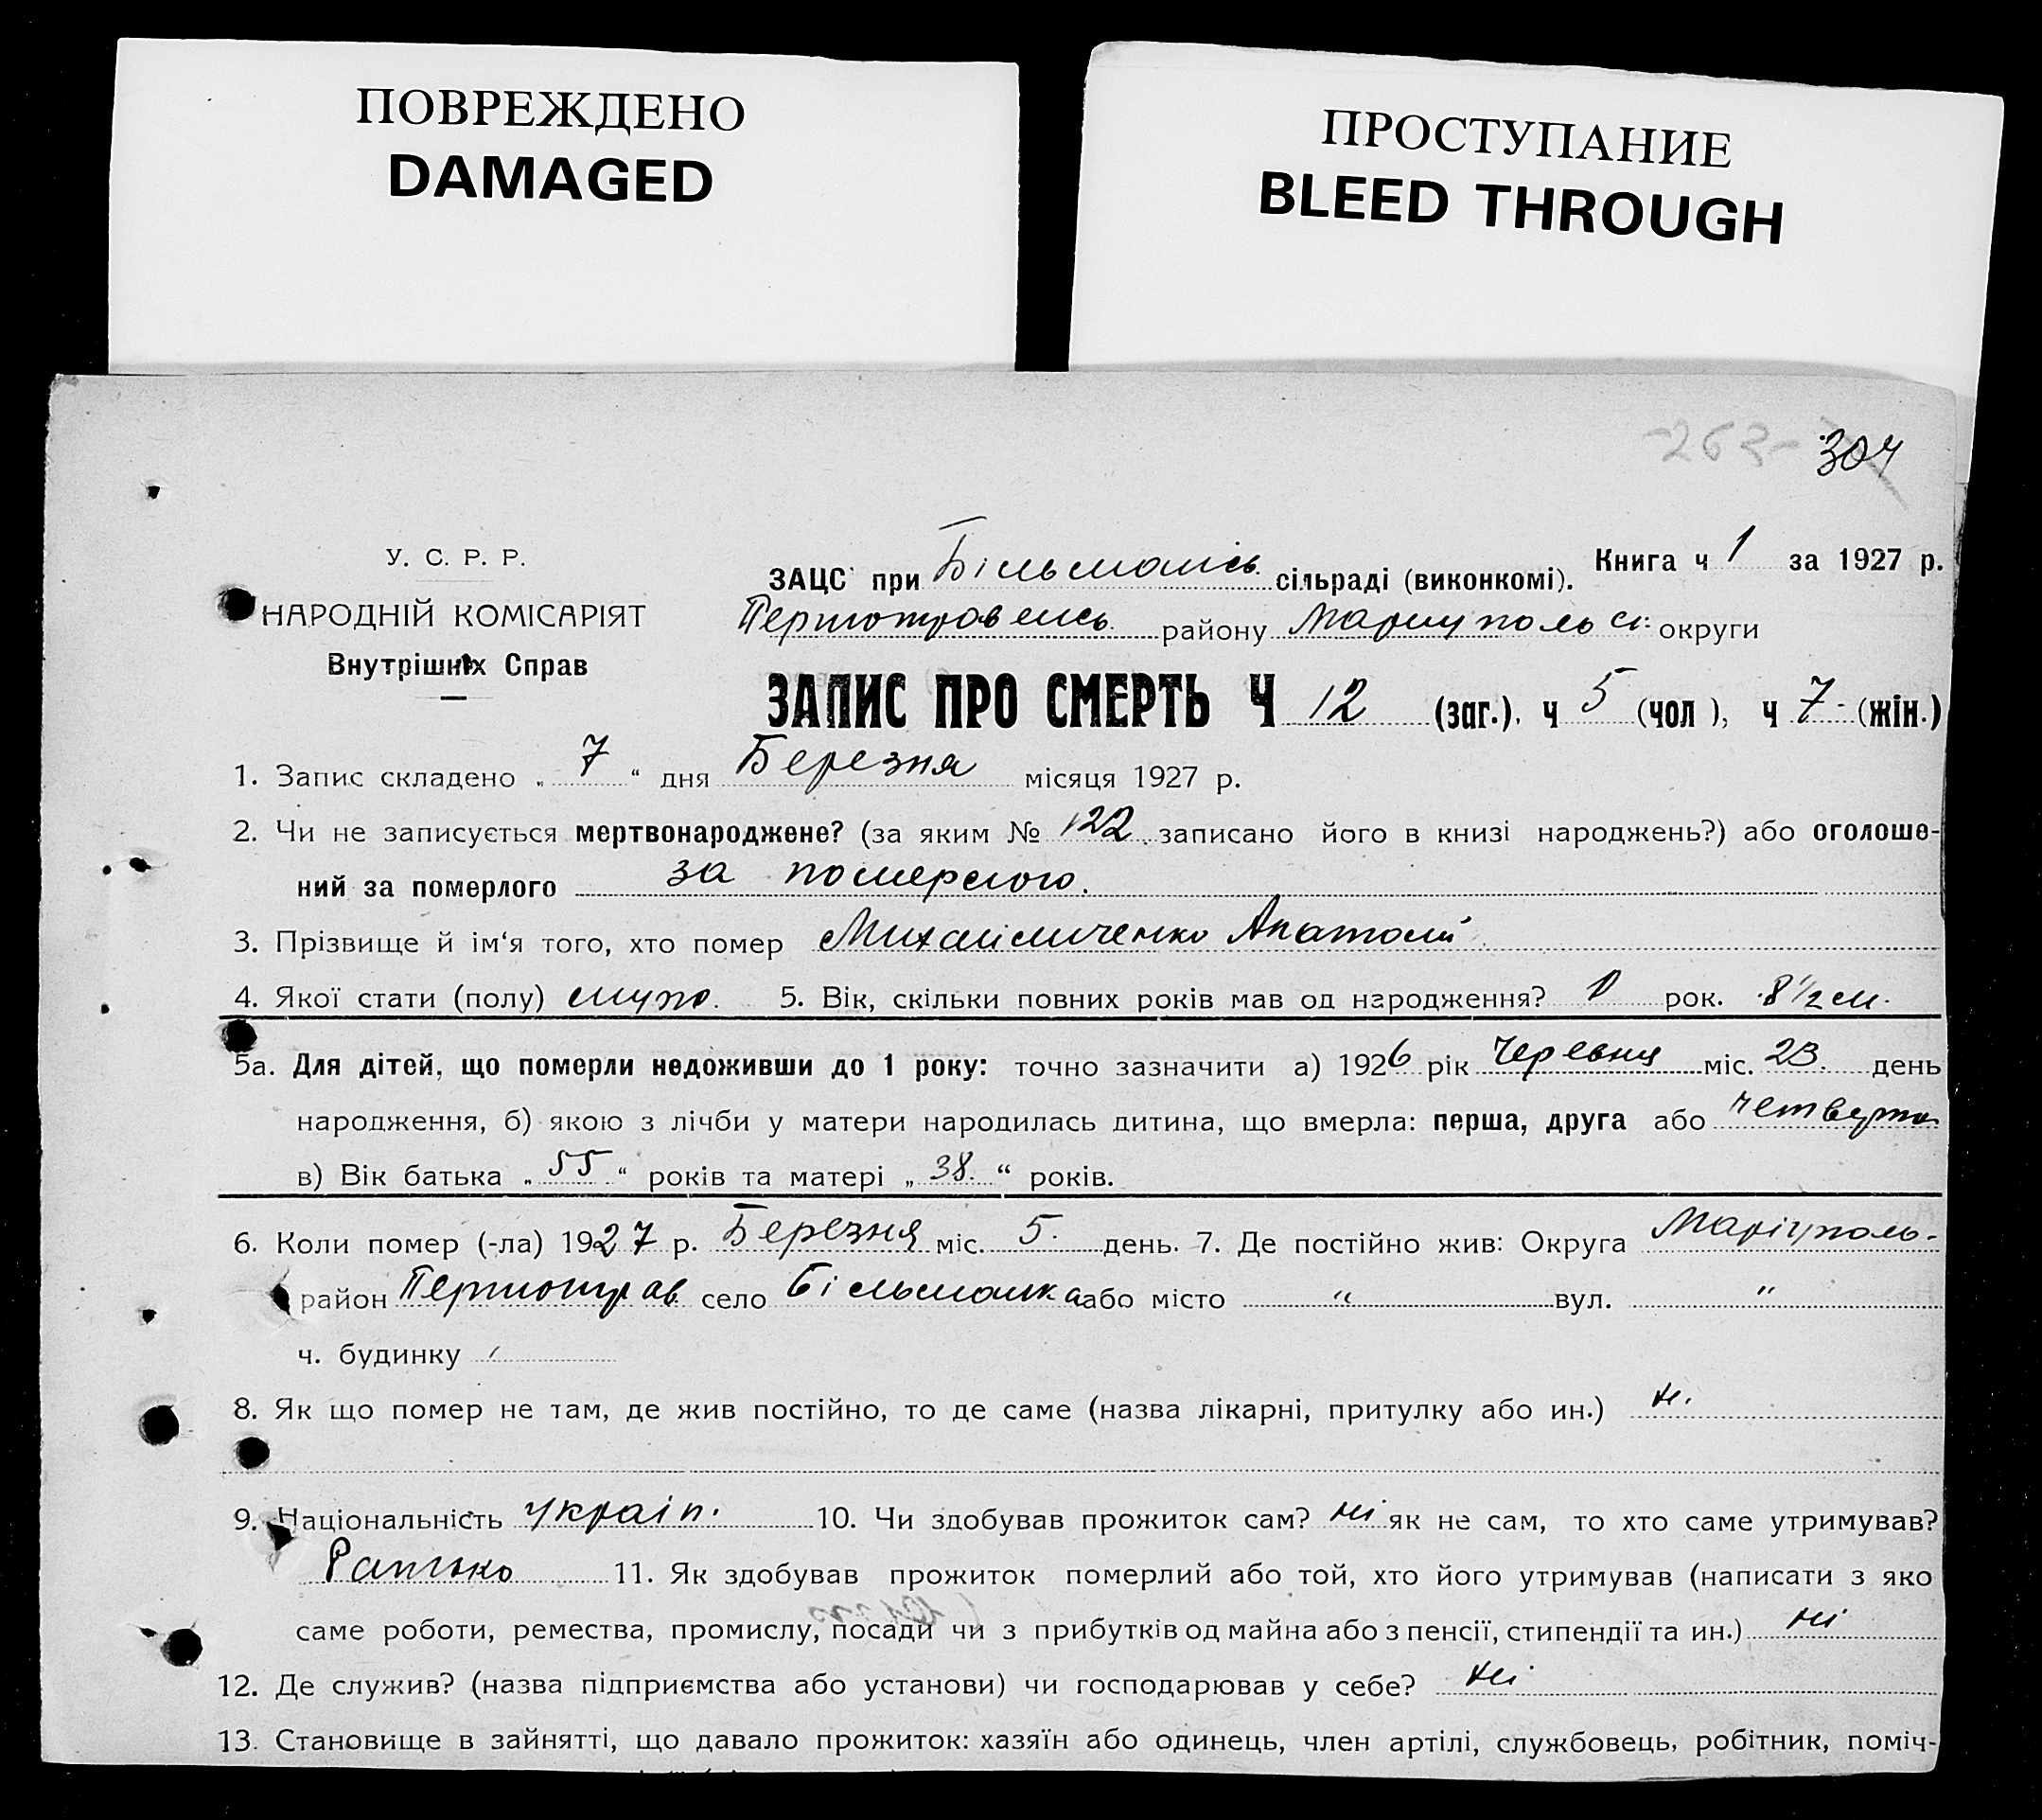 ПОВРЕЖДЕНО
DAMAGED
ПРОСТУПАНИЕ
BLEED THROUGH
-263- 304
У. С. Р. Р.
НАРОДНІЙ КОМІСАРІЯТ
Внутрішніх Справ
Книга ч 1 за 1927 р.
ЗАЦС при Більмансь. сільраді (виконкомі).
Першотравенсь. району Маріупольс. округи
ЗАПИС ПРО СМЕРТЬ Ч 12 (заг.), ч 5 (чол ), ч 7- (жін.)
1. Запис складено „ 7 “ дня Березня місяця 1927 р.
2. Чи не записується мертвонароджене? (за яким № 122 записано його в книзі народжень?) або оголоше-
ний за померлого за помершого.
3. Прізвище й ім‘я того, хто помер Михайличенко Анатолій
4. Якої стати (полу) муж. 5. Вік, скільки повних років мав од народження? 0 рок. 8 1/2 м.
5а. Для дітей, що померли недоживши до 1 року: точно зазначити а) 1926 рік Червня міс. 23. день
народження, б) якою з лічби у матери народилась дитина, що вмерла: перша, друга або четверта
в) Вік батька „ 55 “ років та матері „ 38. “ років.
6. Коли помер (-ла) 1927 р. Березня міс. 5. день. 7. Де постійно жив: Округа Маріуполь-
район Першотрав. село Більманка або місто " вул. "
ч. будинку
8. Як що помер не там, де жив постійно, то де саме (назва лікарні, притулку або ин.) н.
9. Національність україн. 10. Чи здобував прожиток сам? ні як не сам, то хто саме утримував?
Батько 11. Як здобував прожиток померлий або той, хто його утримував (написати з яко
саме роботи, ремества, промислу, посади чи з прибутків од майна або з пенсії, стипендії та ин.) ні
12. Де служив? (назва підприємства або установи) чи господарював у себе? ні
13. Становище в зайнятті, що давало прожиток: хазяїн або одинець, член артілі, службовець, робітник, поміч-